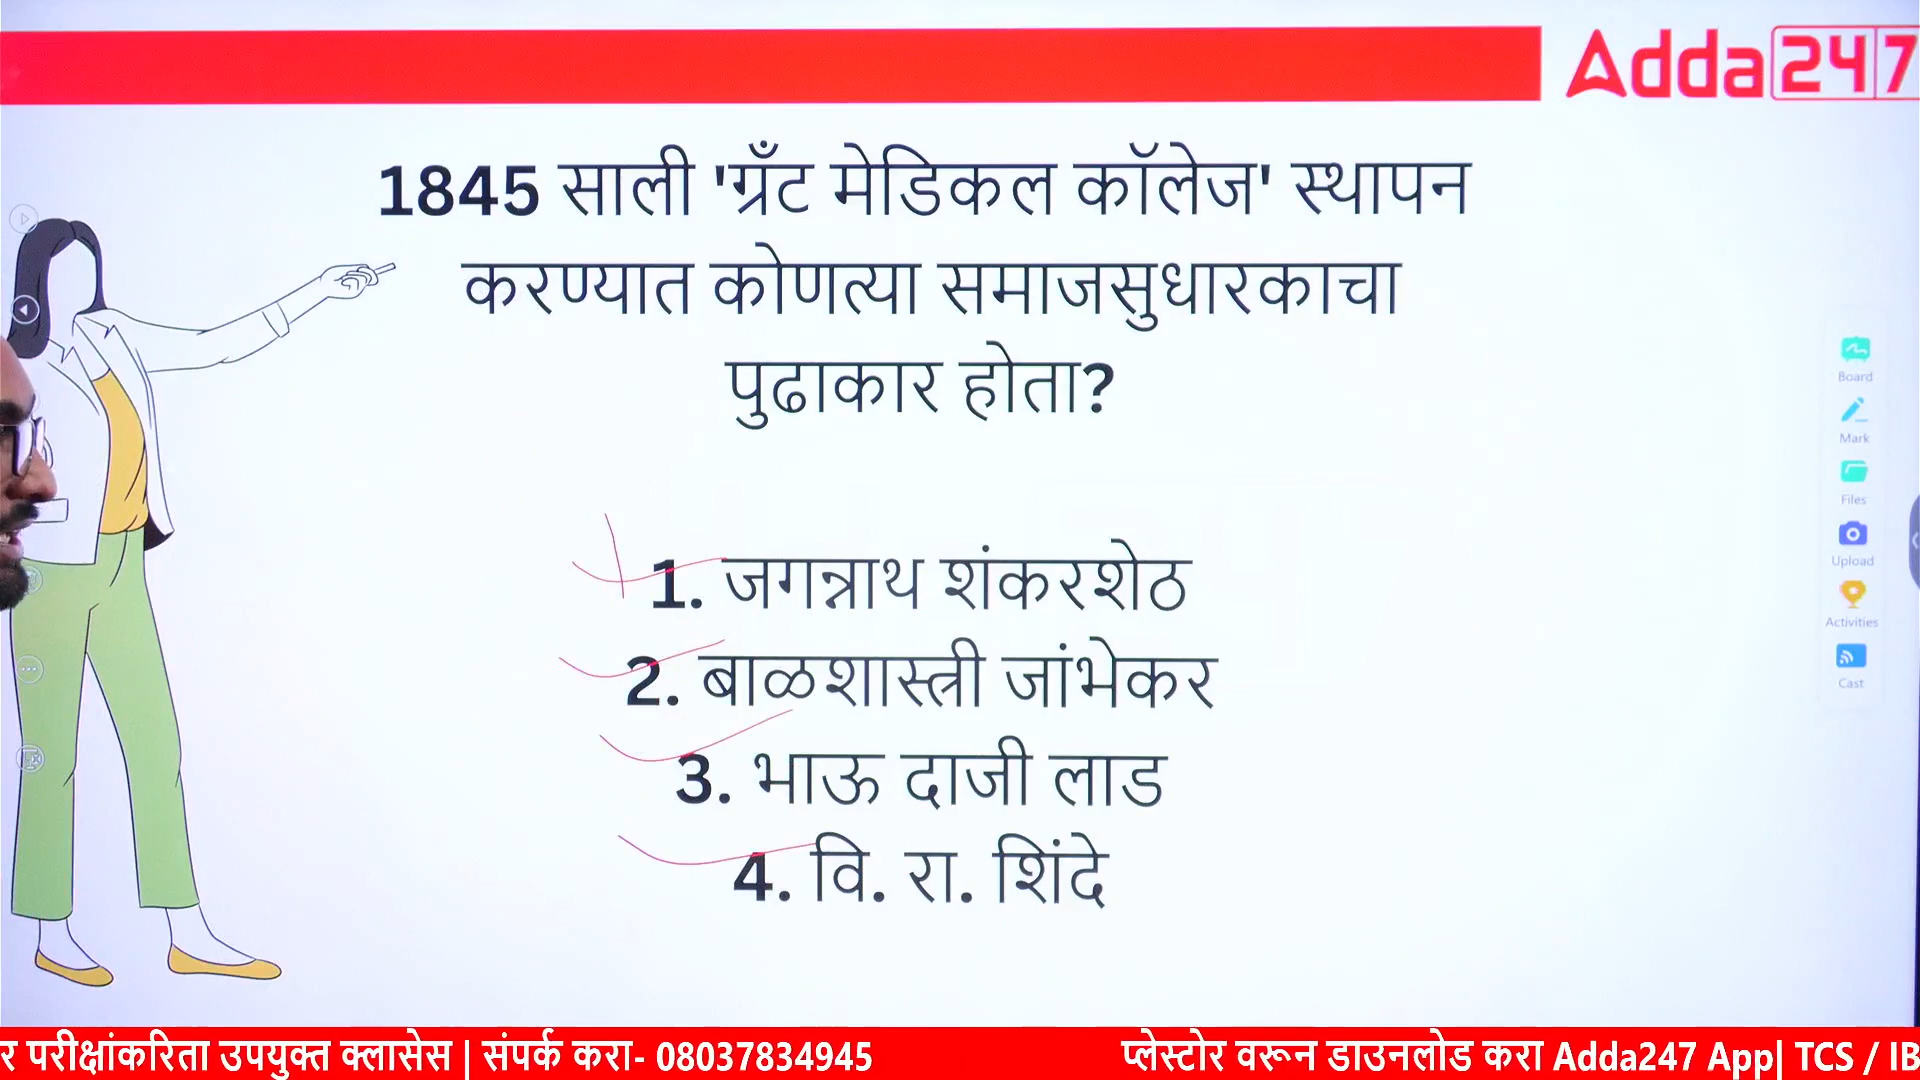 Adda247
1845 साली 'ग्रँट मेडिकल कॉलेज' स्थापन
करण्यात कोणत्या समाजसुधारकाचा
पुढाकार होता?
1. जगन्नाथ शंकरशेठ
2. बाळशास्त्री जांभेकर
3. भाऊ दाजी लाड
4. वि. रा. शिंदे
Board
Mark
Files
Upload
Activities
Cast
र परीक्षांकरिता उपयुक्त क्लासेस | संपर्क करा- 08037834945
प्लेस्टोर वरून डाउनलोड करा Adda247 App| TCS / IB